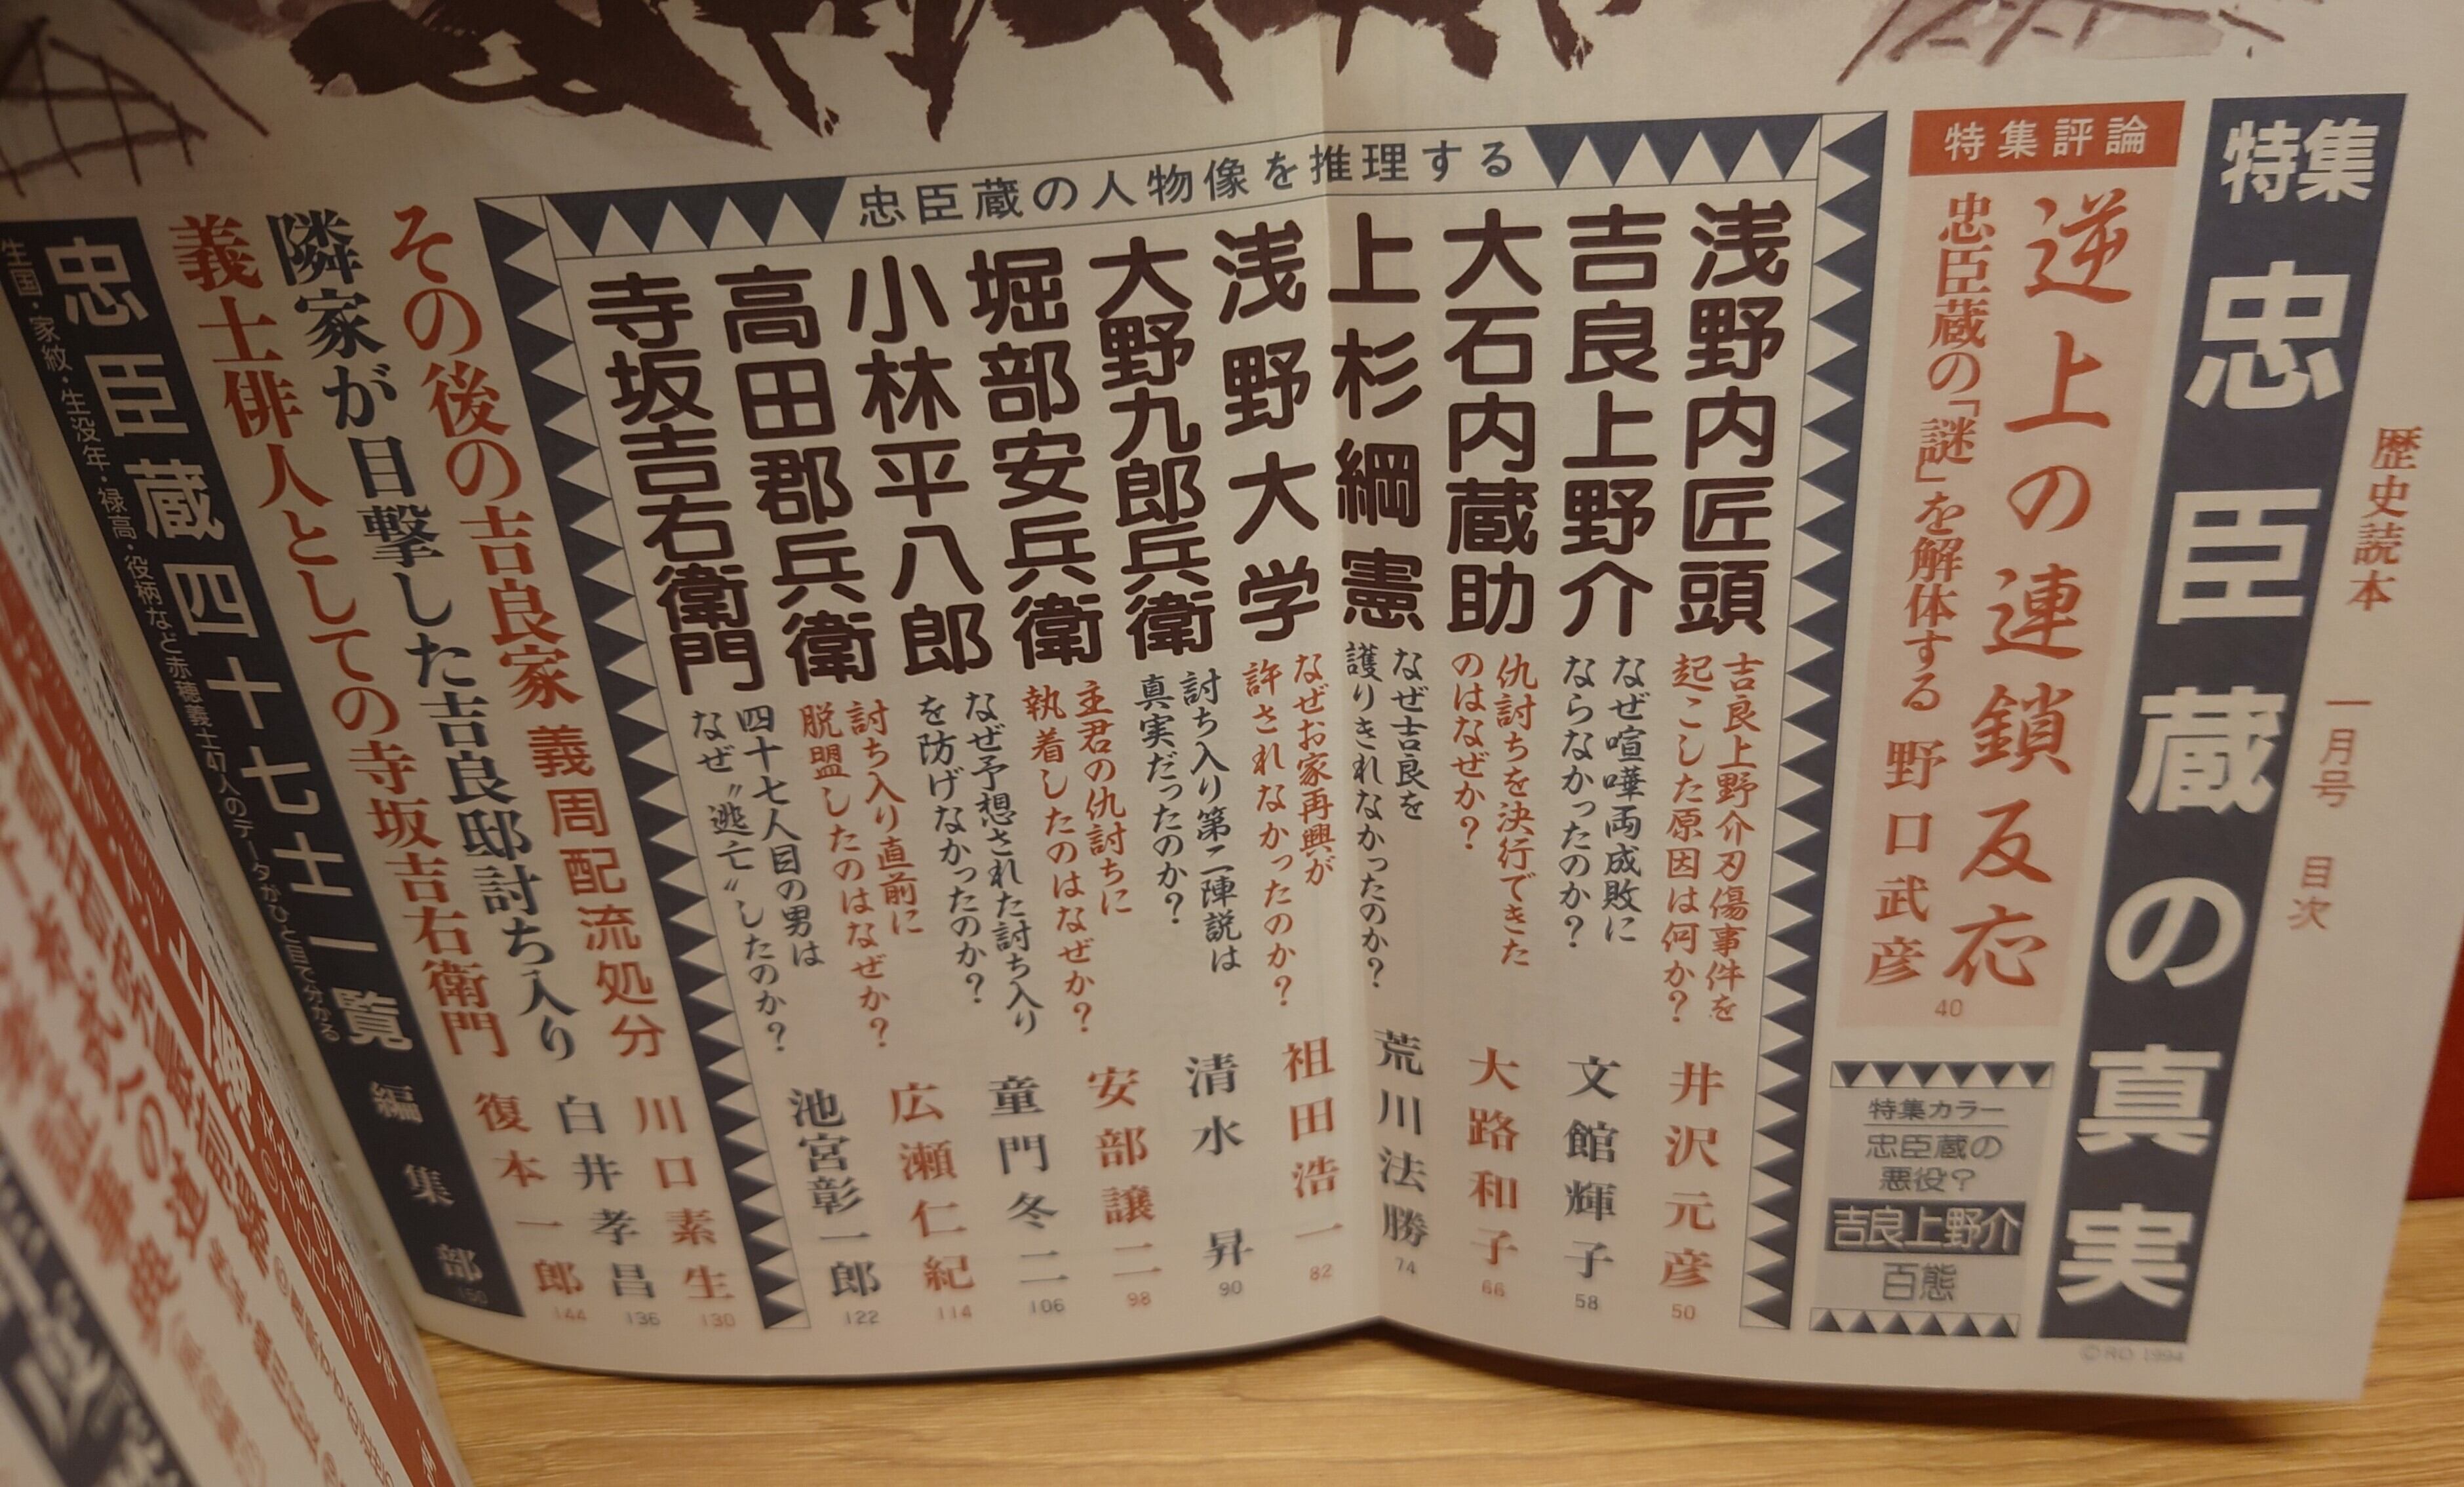 歴史読本 一月号 目次
特集 忠臣蔵の真実
©RO 1994
特集評論
逆上の連鎖反応
忠臣蔵の「謎」を解体する 野口武彦
40
特集カラー
忠臣蔵の
悪役？
吉良上野介
百態
忠臣蔵の人物像を推理する
浅野内匠頭
吉良上野介刃傷事件を
起こした原因は何か？
井沢元彦
50
吉良上野介
なぜ喧嘩両成敗に
ならなかったのか？
文館輝子
58
大石内蔵助
仇討ちを決行できた
のはなぜか？
大路和子
66
上杉綱憲
なぜ吉良を
護りきれなかったのか？
荒川法勝
74
浅野大学
なぜお家再興が
許されなかったのか？
祖田浩一
82
大野九郎兵衛
討ち入り第二陣説は
真実だったのか？
清水昇
90
堀部安兵衛
主君の仇討ちに
執着したのはなぜか？
安部譲二
98
小林平八郎
なぜ予想された討ち入り
を防げなかったのか？
童門冬二
106
高田郡兵衛
討ち入り直前に
脱盟したのはなぜか？
広瀬仁紀
114
寺坂吉右衛門
四十七人目の男は
なぜ〝逃亡〟したのか？
池宮彰一郎
122
その後の吉良家 義周配流処分 川口素生
130
隣家が目撃した吉良邸討ち入り 白井孝昌
136
義士俳人としての寺坂吉右衛門 復本一郎
144
忠臣蔵四十七士一覧 編集部
150
生国・家紋・生没年・禄高・役柄など赤穂義士47人のデータがひと目で分かる